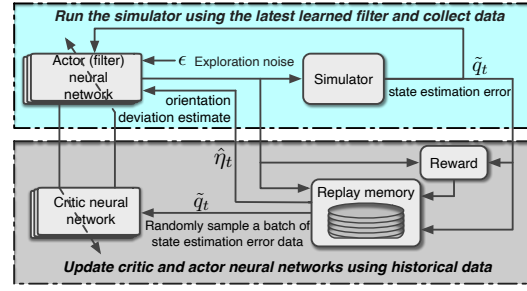 Run the simulator using the latest learned filter and collect data
Actor (filter)
neural
network
ϵ Exploration noise
Simulator
q̃ₜ
state estimation error
orientation
deviation estimate
η̂ₜ
Reward
Replay memory
Critic neural
network
q̃ₜ
Randomly sample a batch of
state estimation error data
Update critic and actor neural networks using historical data